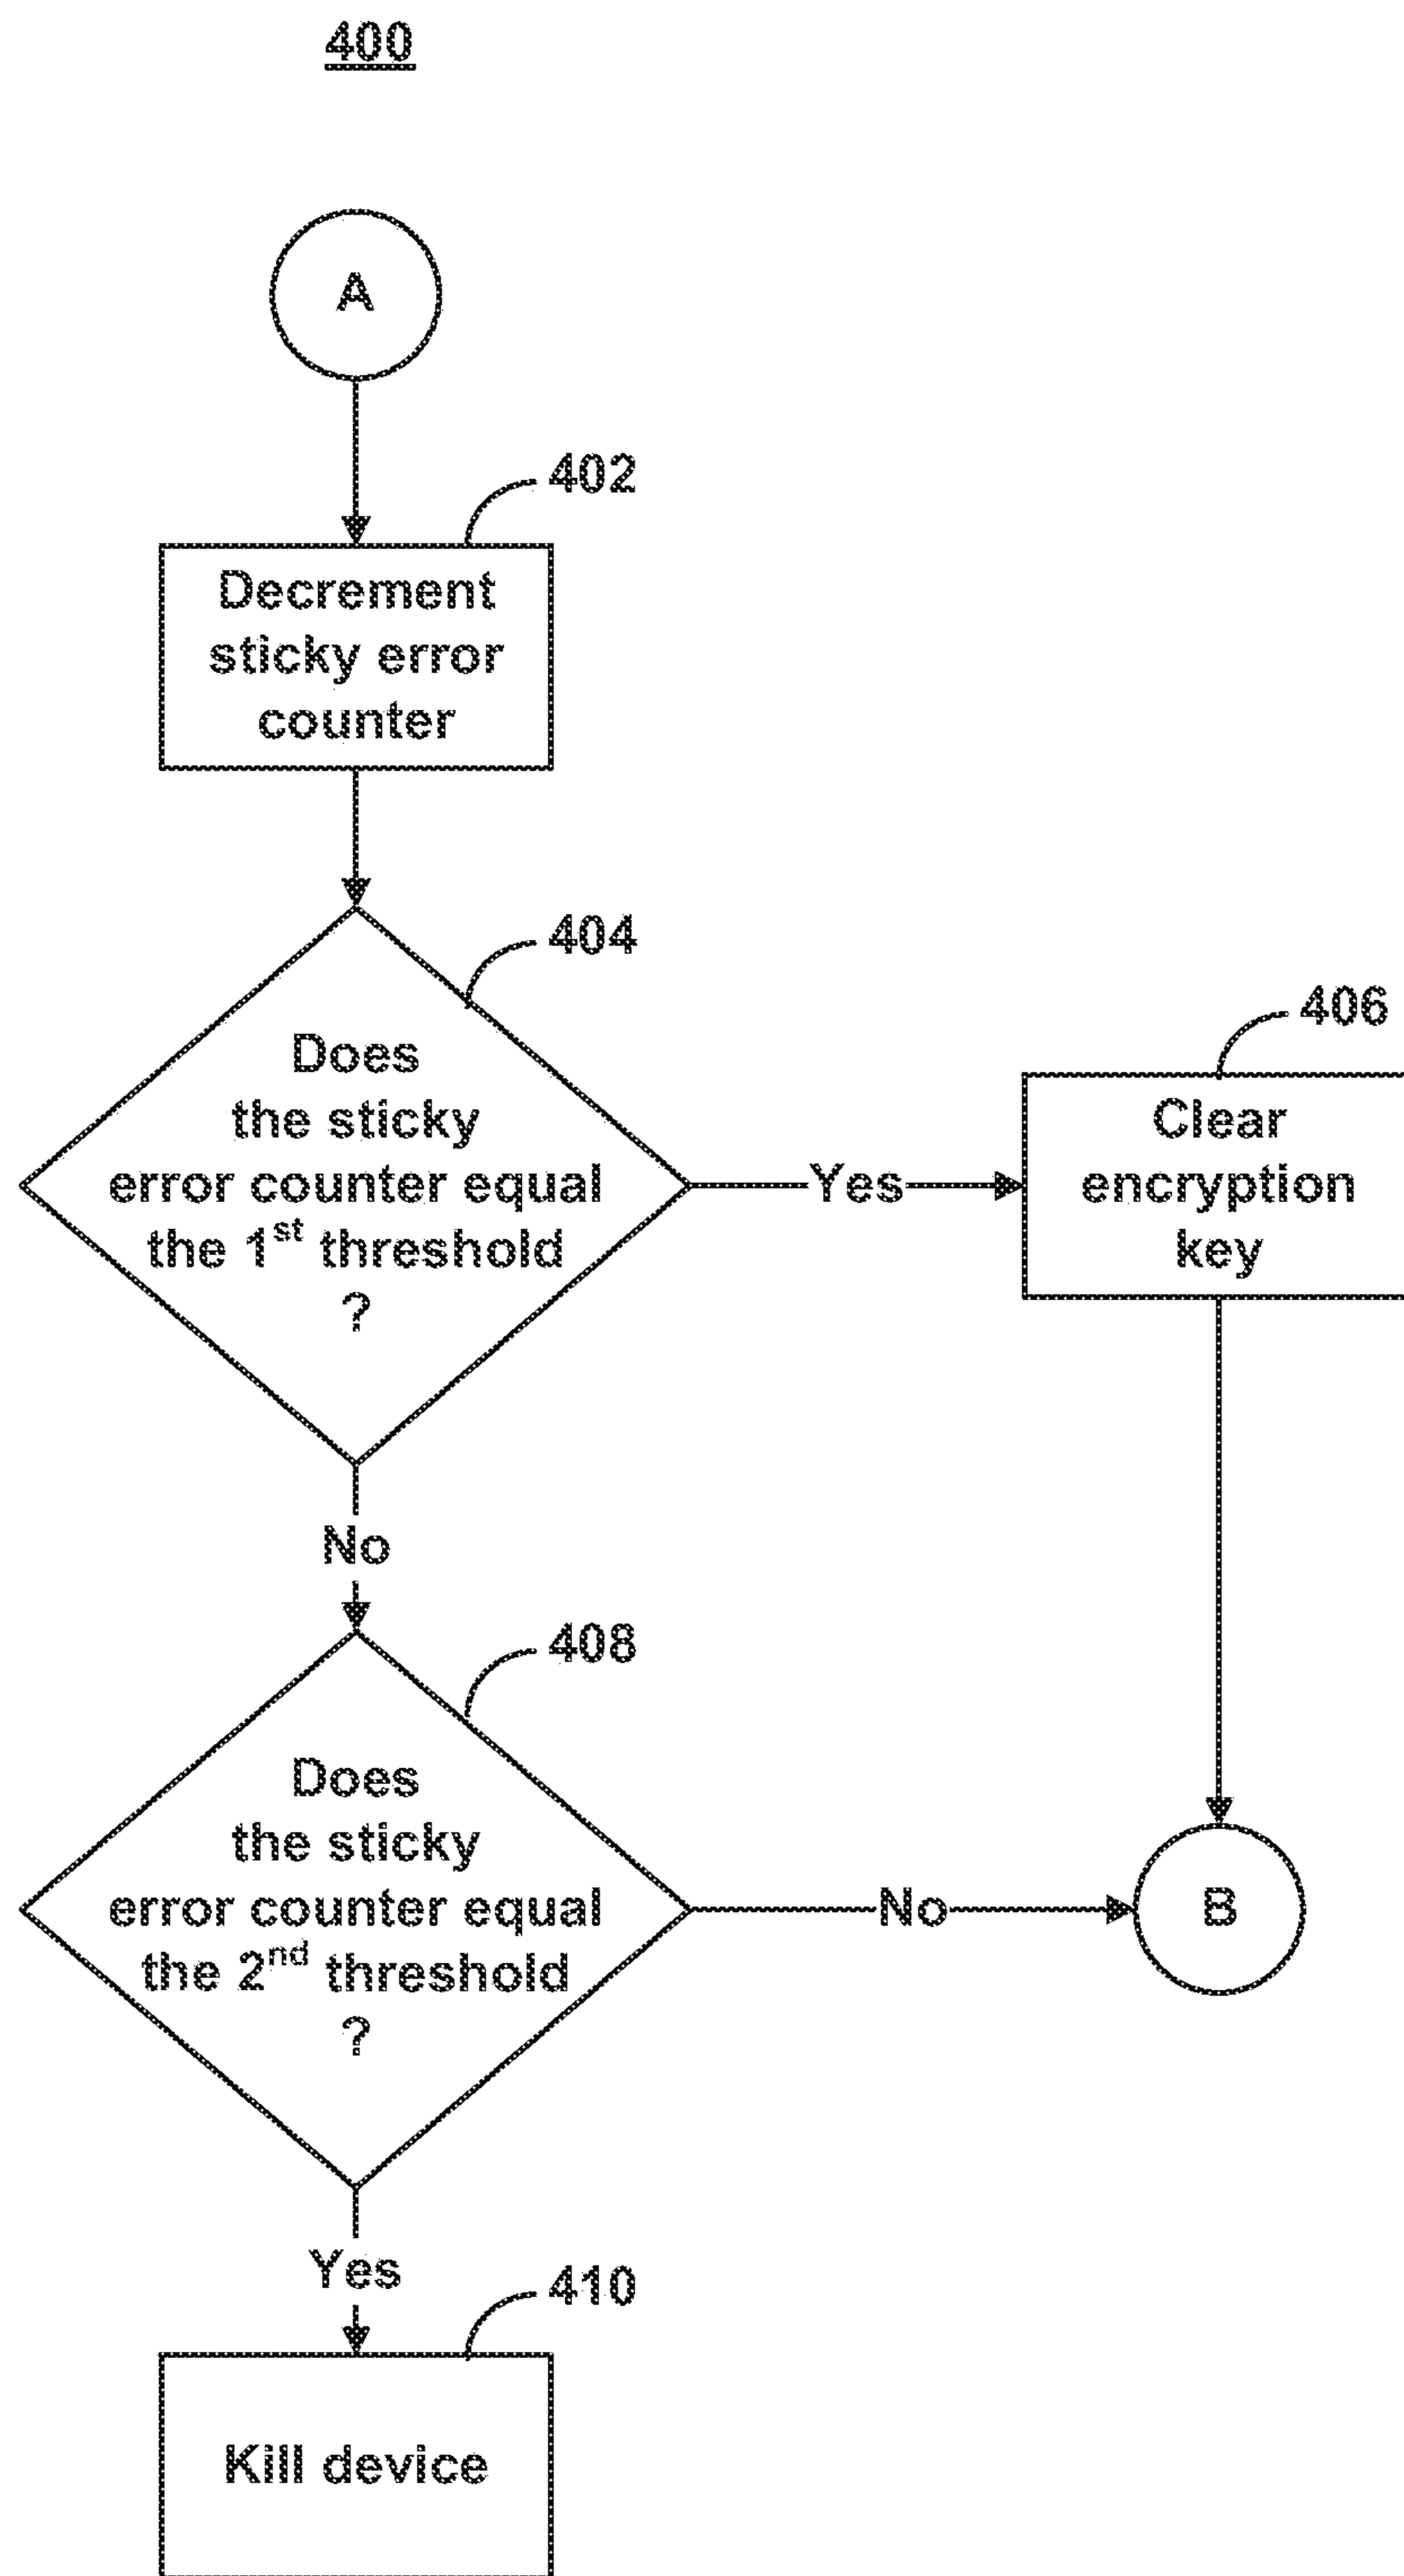 400
A
402
Decrement
sticky error
counter
404
Does
the sticky
error counter equal
the 1st threshold
?
Yes
406
Clear
encryption
key
No
408
Does
the sticky
error counter equal
the 2nd threshold
?
No
B
Yes
410
Kill device